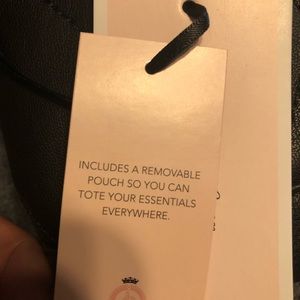 INCLUDES A REMOVABLE
POUCH SO YOU CAN
TOTE YOUR ESSENTIALS
EVERYWHERE.